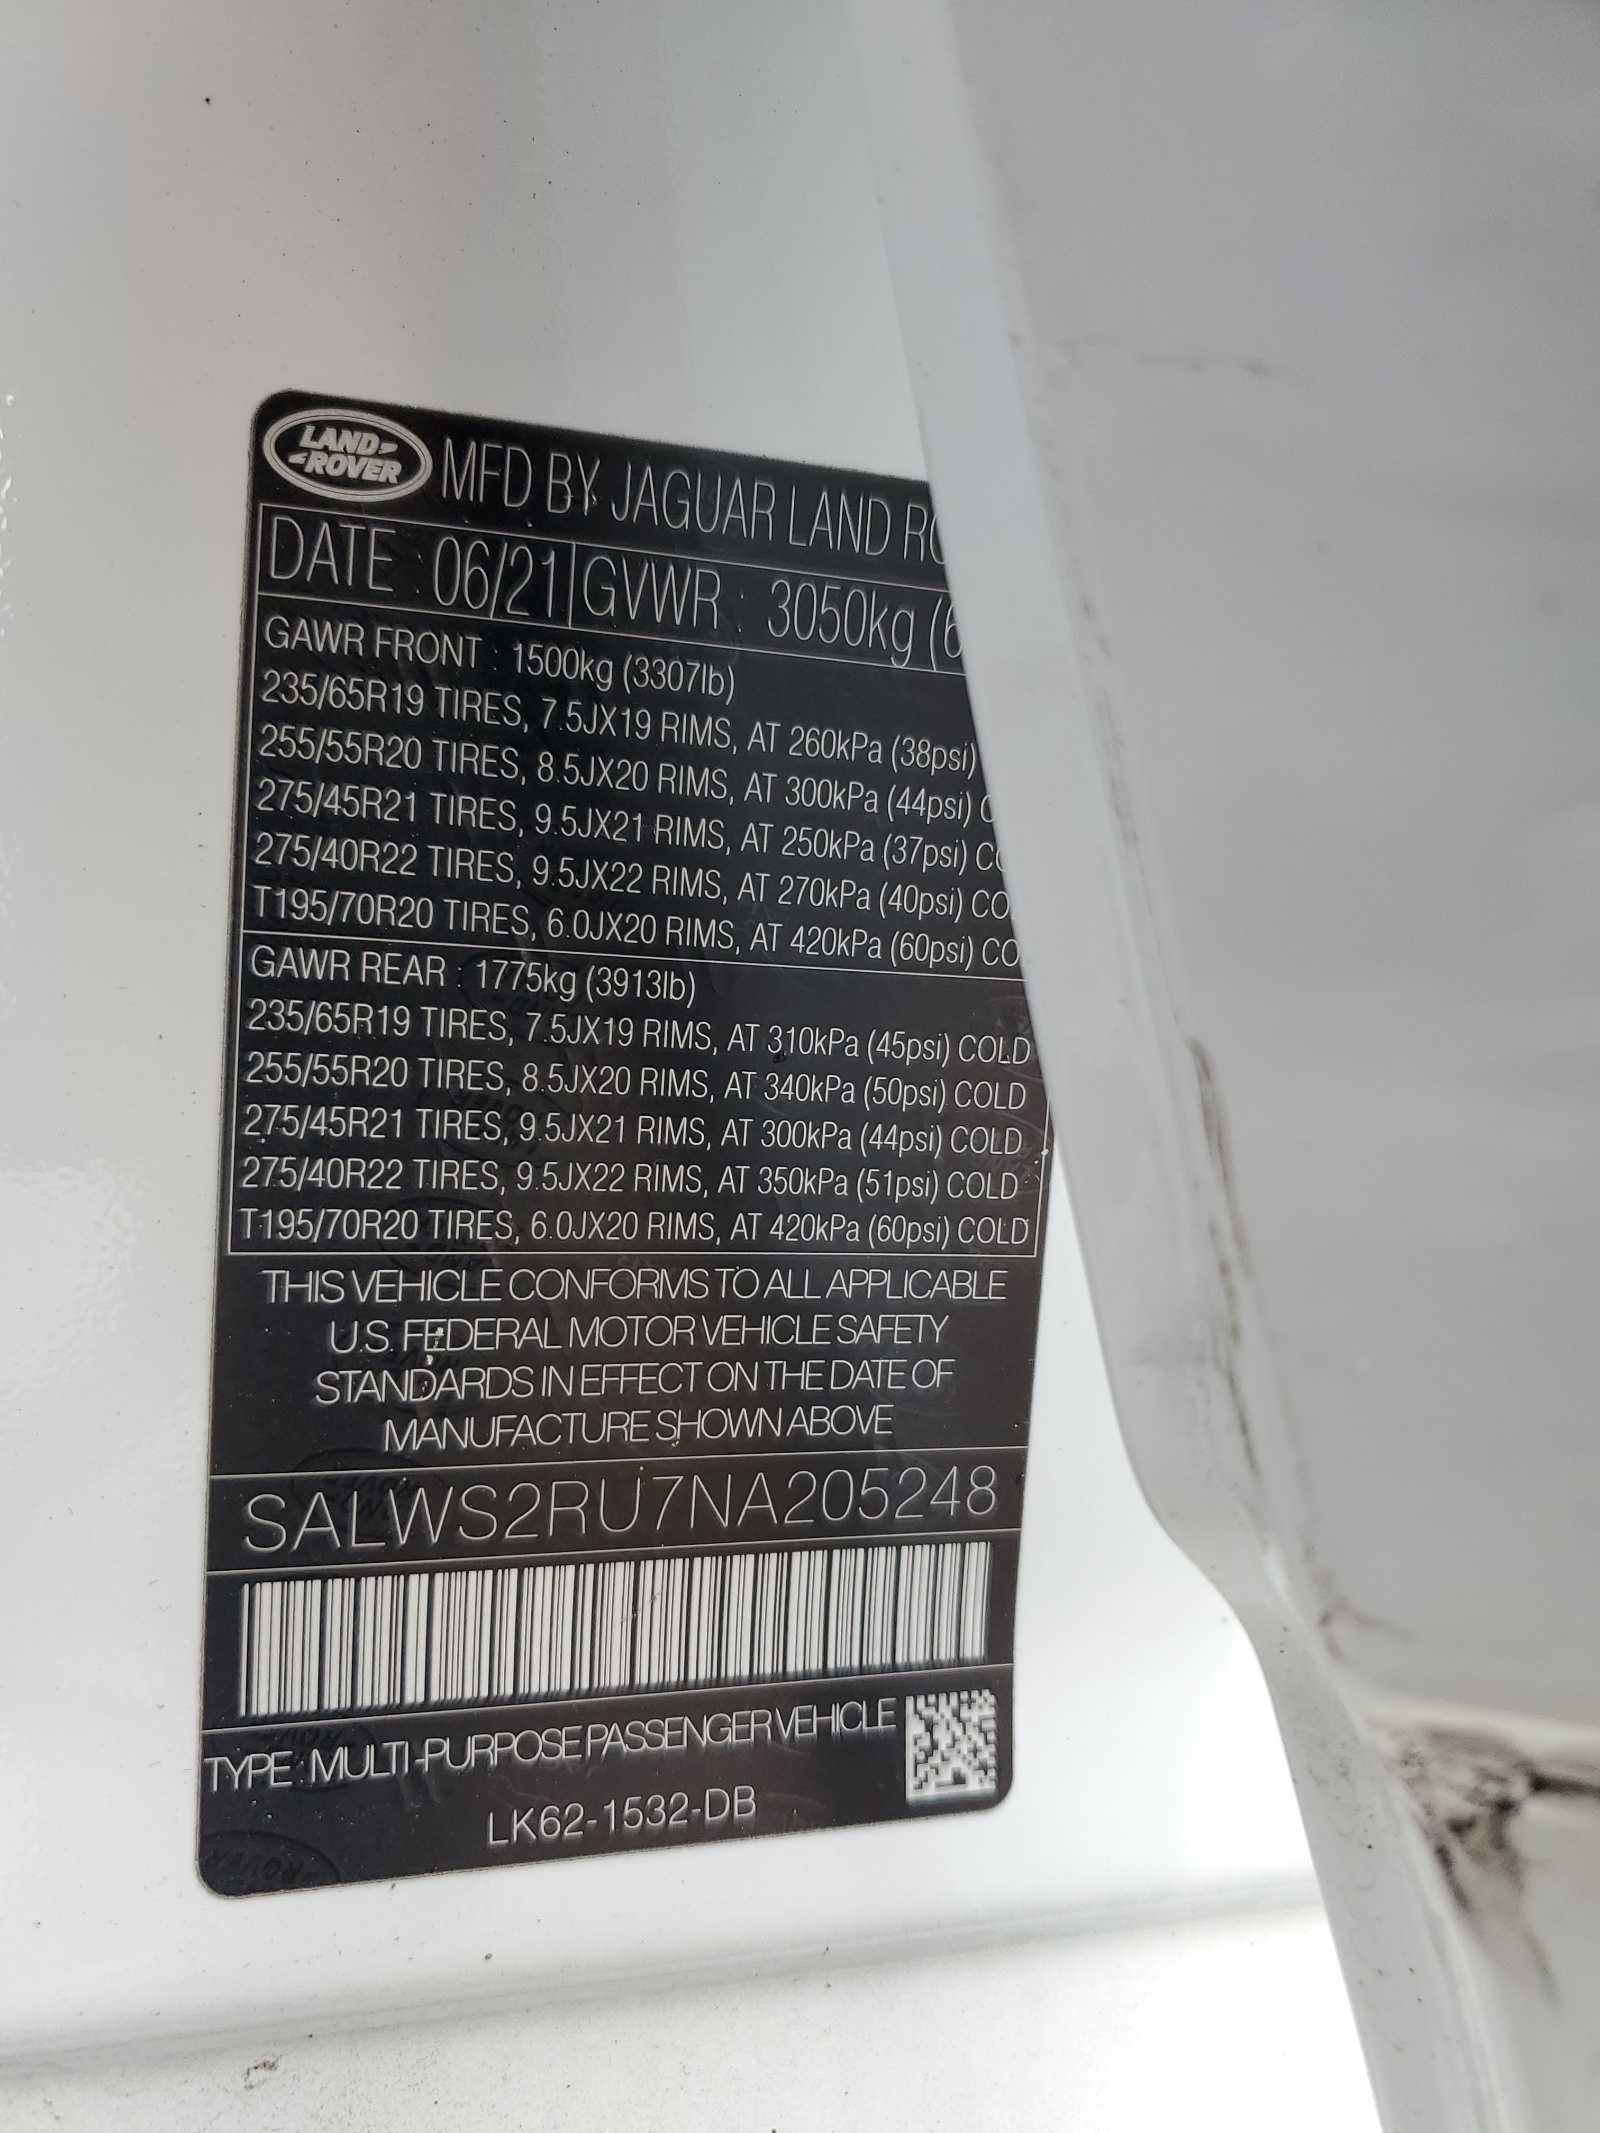 LAND ROVER MFD BY JAGUAR LAND
DATE : 06/21 GVWR : 3050kg
GAWR FRONT : 1500kg (3307lb)
235/65R19 TIRES, 7.5JX19 RIMS, AT 260kPa (38psi)
255/55R20 TIRES, 8.5JX20 RIMS, AT 300kPa (44psi)
275/45R21 TIRES, 9.5JX21 RIMS, AT 250kPa (37psi)
275/40R22 TIRES, 9.5JX22 RIMS, AT 270kPa (40psi)
T195/70R20 TIRES, 6.0JX20 RIMS, AT 420kPa (60psi)
GAWR REAR : 1775kg (3913lb)
235/65R19 TIRES, 7.5JX19 RIMS, AT 310kPa (45psi) COLD
255/55R20 TIRES, 8.5JX20 RIMS, AT 340kPa (50psi) COLD
275/45R21 TIRES, 9.5JX21 RIMS, AT 300kPa (44psi) COLD
275/40R22 TIRES, 9.5JX22 RIMS, AT 350kPa (51psi) COLD
T195/70R20 TIRES, 6.0JX20 RIMS, AT 420kPa (60psi) COLD
THIS VEHICLE CONFORMS TO ALL APPLICABLE
U.S. FEDERAL MOTOR VEHICLE SAFETY
STANDARDS IN EFFECT ON THE DATE OF
MANUFACTURE SHOWN ABOVE
SALWS2RU7NA205248
TYPE : MULTI-PURPOSE PASSENGER VEHICLE
LK62-1532-DB